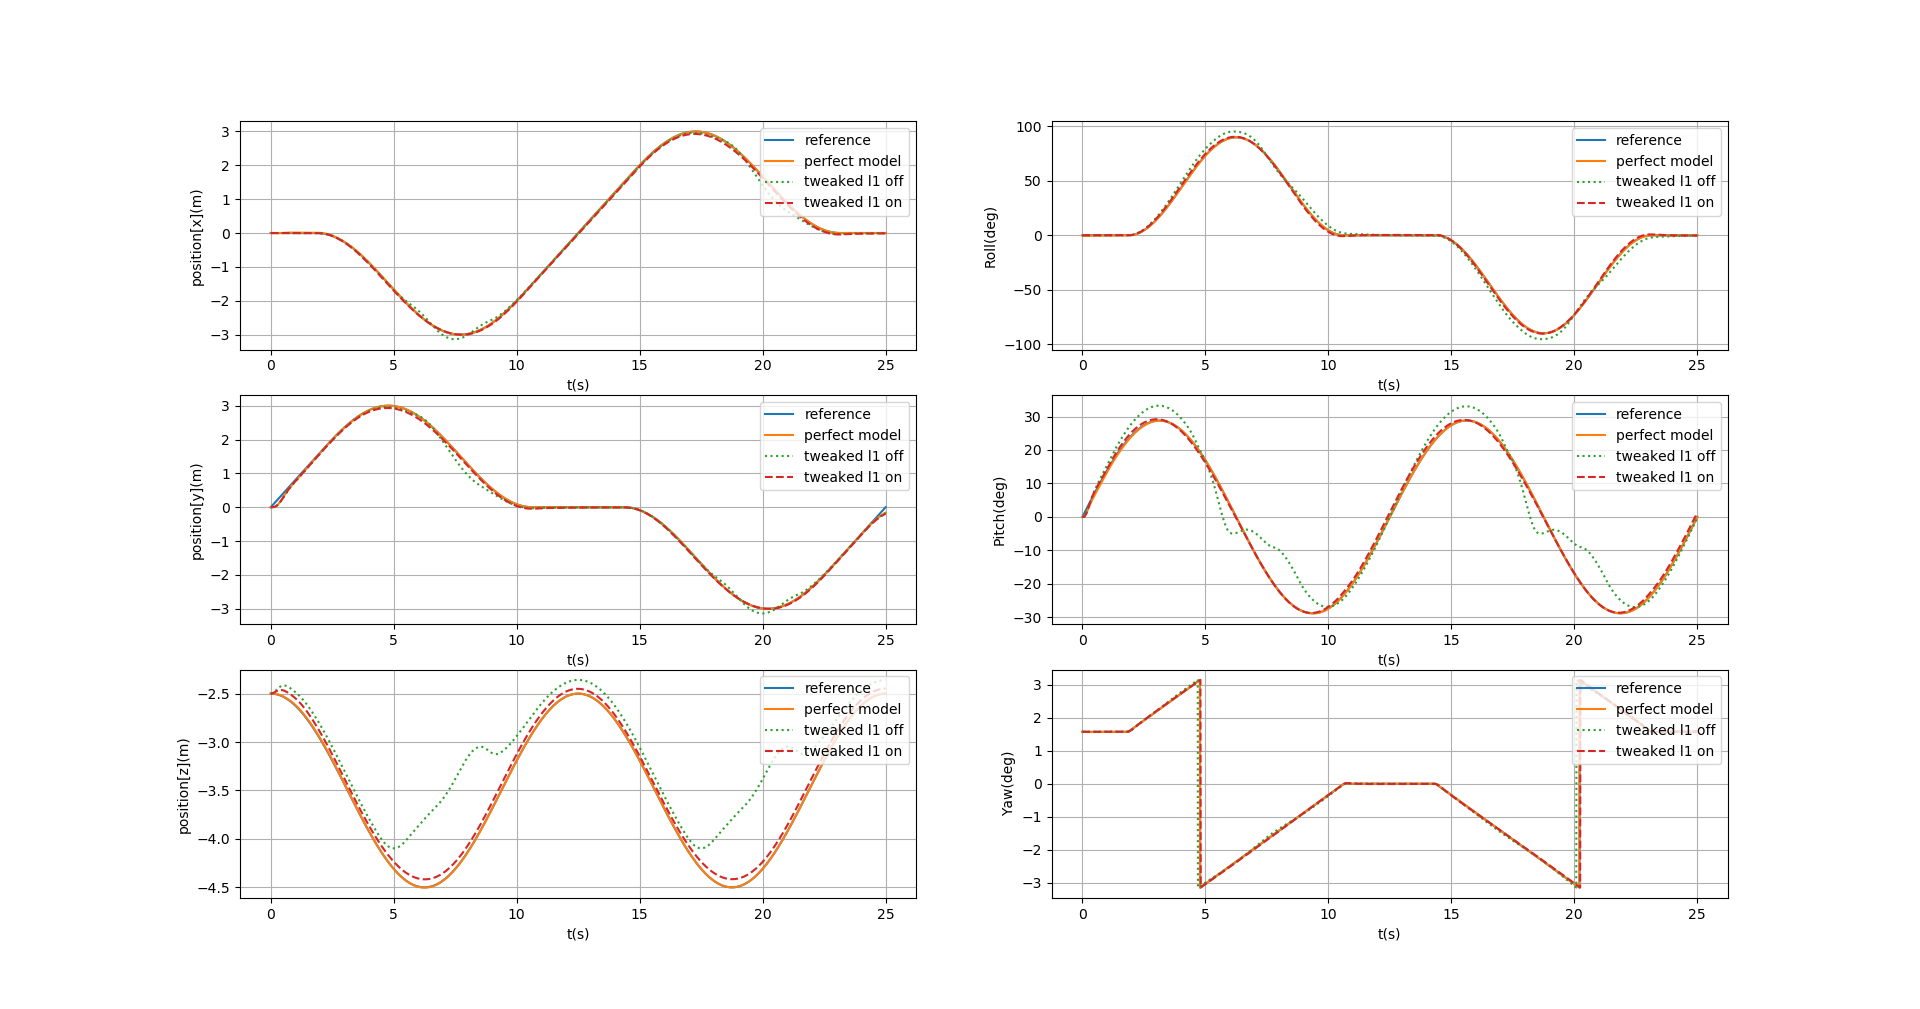 3
2
1
0
−1
−2
−3
position[x](m)
0 5 10 15 20 25
t(s)
reference
perfect model
tweaked l1 off
tweaked l1 on
100
50
0
−50
−100
Roll(deg)
0 5 10 15 20 25
t(s)
reference
perfect model
tweaked l1 off
tweaked l1 on
3
2
1
0
−1
−2
−3
position[y](m)
0 5 10 15 20 25
t(s)
reference
perfect model
tweaked l1 off
tweaked l1 on
30
20
10
0
−10
−20
−30
Pitch(deg)
0 5 10 15 20 25
t(s)
reference
perfect model
tweaked l1 off
tweaked l1 on
−2.5
−3.0
−3.5
−4.0
−4.5
position[z](m)
0 5 10 15 20 25
t(s)
reference
perfect model
tweaked l1 off
tweaked l1 on
3
2
1
0
−1
−2
−3
Yaw(deg)
0 5 10 15 20 25
t(s)
reference
perfect model
tweaked l1 off
tweaked l1 on